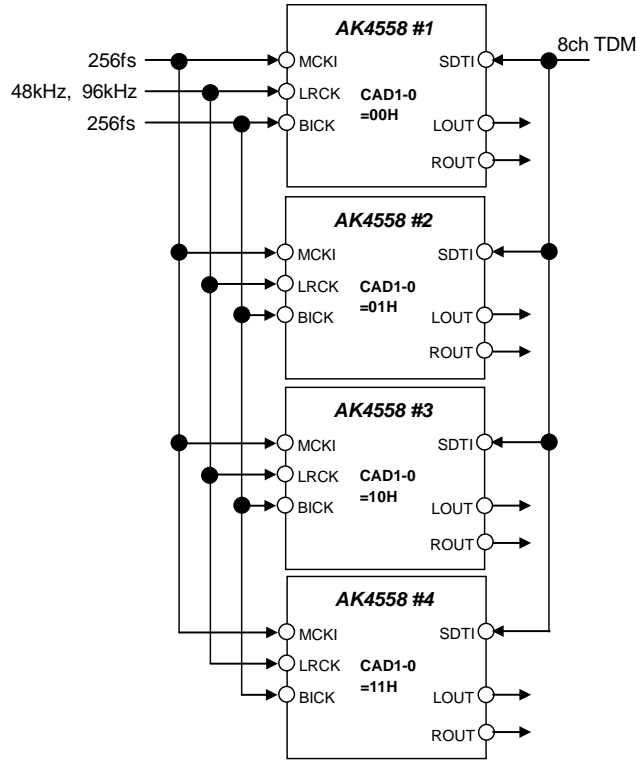 AK4558 #1
256fs
MCKI
SDTI
8ch TDM
48kHz, 96kHz
LRCK
CAD1-0
=00H
256fs
BICK
LOUT
ROUT
AK4558 #2
MCKI
SDTI
LRCK
CAD1-0
=01H
BICK
LOUT
ROUT
AK4558 #3
MCKI
SDTI
LRCK
CAD1-0
=10H
BICK
LOUT
ROUT
AK4558 #4
MCKI
SDTI
LRCK
CAD1-0
=11H
BICK
LOUT
ROUT